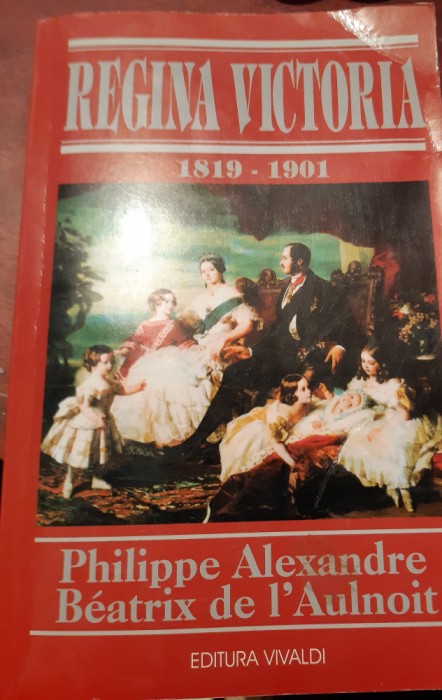 REGINA VICTORIA
1819 - 1901
Philippe Alexandre
Béatrix de l'Aulnoit
EDITURA VIVALDI